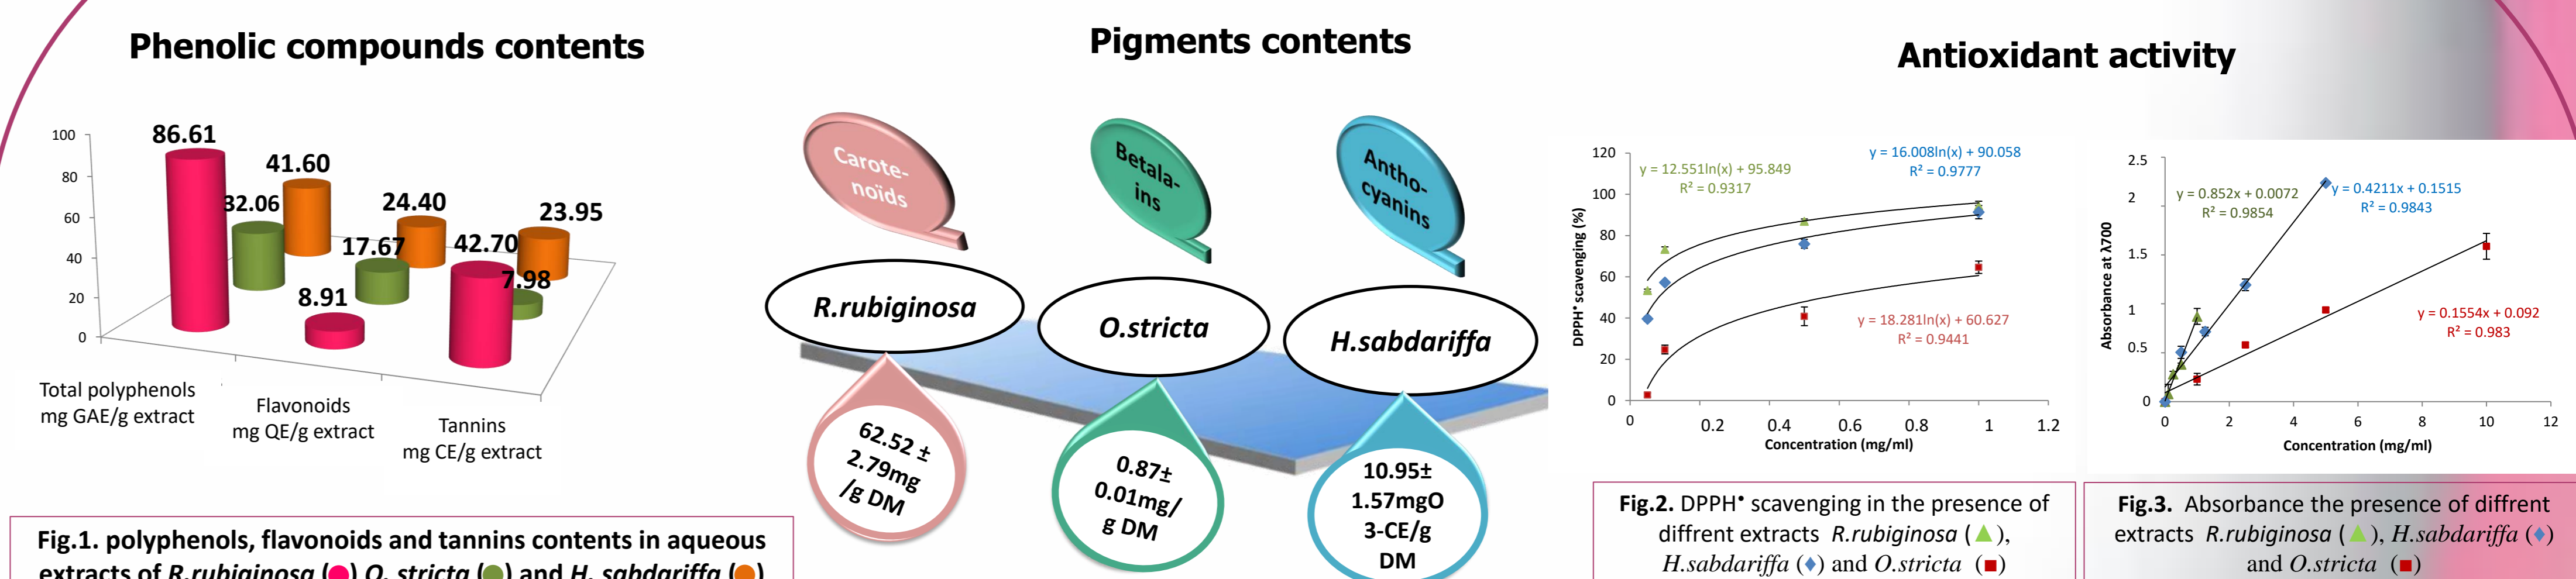 Phenolic compounds contents
100
80
60
40
20
0
86.61
41.60
32.06
24.40
23.95
17.67
42.70
7.98
8.91
Total polyphenols
mg GAE/g extract
Flavonoids
mg QE/g extract
Tannins
mg CE/g extract
Fig.1. polyphenols, flavonoids and tannins contents in aqueous
extracts of R.rubiginosa (●) O. stricta (●) and H. sabdariffa (●)
Pigments contents
Carote-
noïds
Betala-
ins
Antho-
cyanins
R.rubiginosa
O.stricta
H.sabdariffa
62.52 ±
2.79mg
/g DM
0.87±
0.01mg/
g DM
10.95±
1.57mgO
3-CE/g
DM
Antioxidant activity
DPPH• scavenging (%)
120
100
80
60
40
20
0
y = 12.551ln(x) + 95.849
R² = 0.9317
y = 16.008ln(x) + 90.058
R² = 0.9777
y = 18.281ln(x) + 60.627
R² = 0.9441
0 0.2 0.4 0.6 0.8 1 1.2
Concentration (mg/ml)
Fig.2. DPPH• scavenging in the presence of
diffrent extracts R.rubiginosa (▲),
H.sabdariffa (♦) and O.stricta (■)
Absorbance at λ700
2.5
2
1.5
1
0.5
0
y = 0.852x + 0.0072
R² = 0.9854
y = 0.4211x + 0.1515
R² = 0.9843
y = 0.1554x + 0.092
R² = 0.983
0 2 4 6 8 10 12
Concentration (mg/ml)
Fig.3. Absorbance the presence of diffrent
extracts R.rubiginosa (▲), H.sabdariffa (♦)
and O.stricta (■)